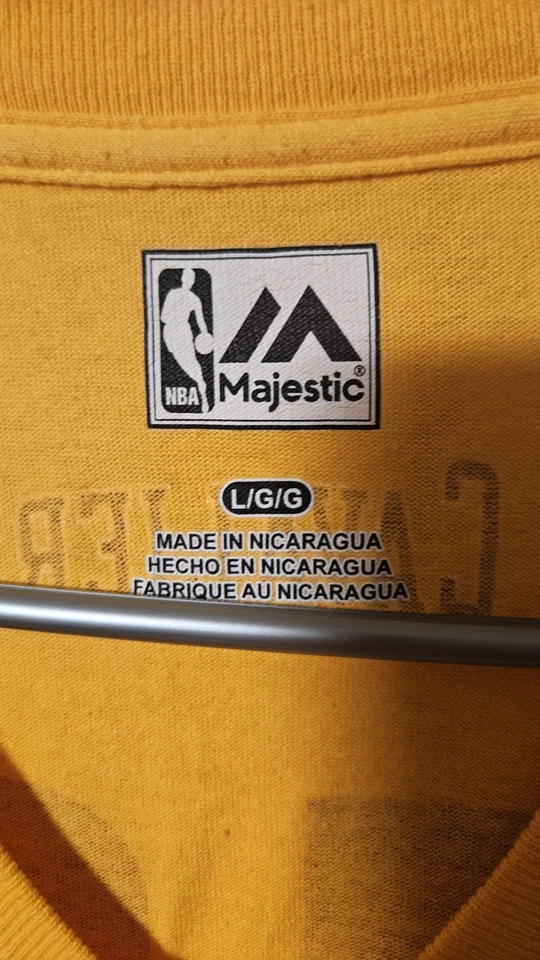 NBA
Majestic®
L/G/G
MADE IN NICARAGUA
HECHO EN NICARAGUA
FABRIQUE AU NICARAGUA